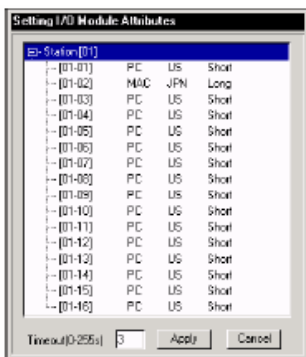 Setting I/O Module Attributes
Station [01]
[01-01] PC US Short
[01-02] MAC JPN Long
[01-03] PC US Short
[01-04] PC US Short
[01-05] PC US Short
[01-06] PC US Short
[01-07] PC US Short
[01-08] PC US Short
[01-09] PC US Short
[01-10] PC US Short
[01-11] PC US Short
[01-12] PC US Short
[01-13] PC US Short
[01-14] PC US Short
[01-15] PC US Short
[01-16] PC US Short
Timeout(0-255s) 3 Apply Cancel